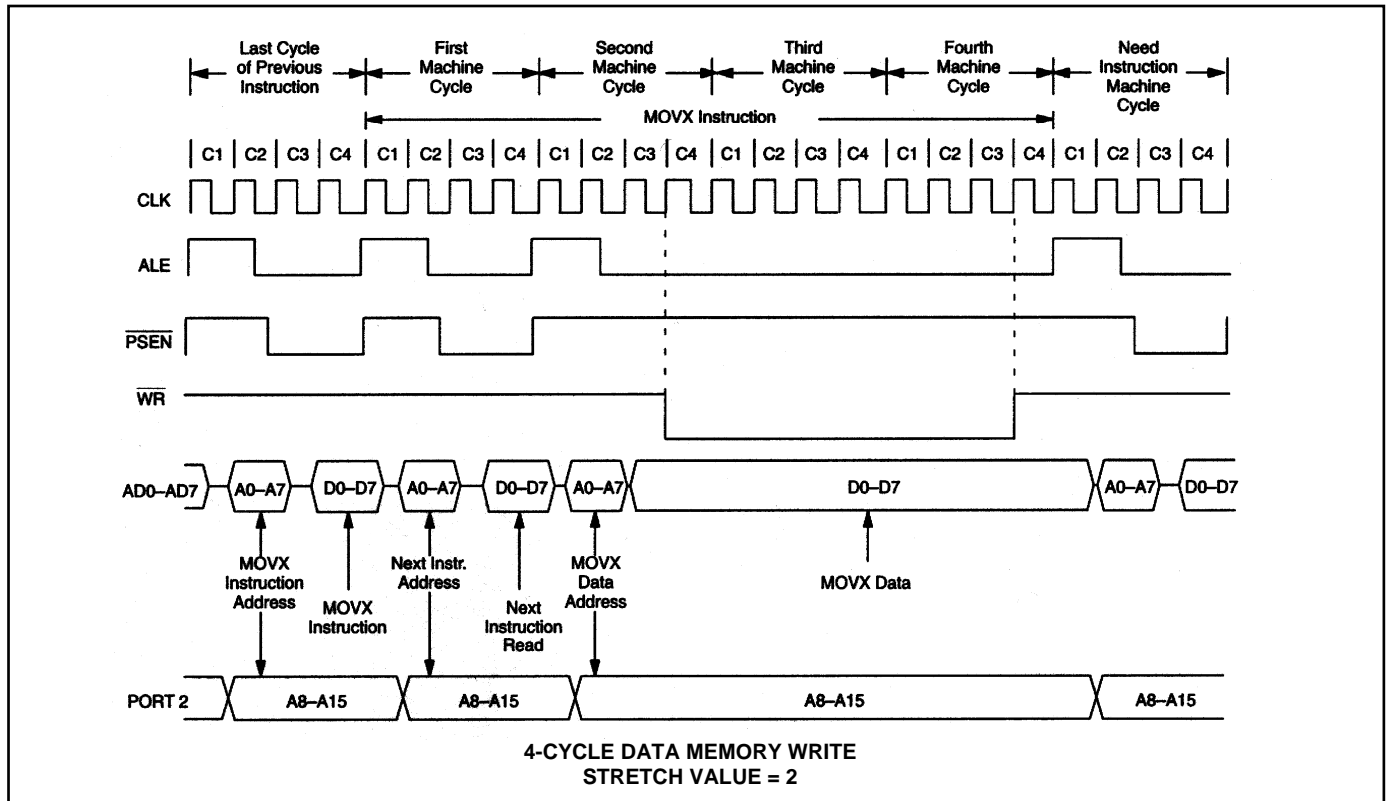 Last Cycle of Previous Instruction
First Machine Cycle
Second Machine Cycle
Third Machine Cycle
Fourth Machine Cycle
Need Instruction Machine Cycle
MOVX Instruction
C1 C2 C3 C4 C1 C2 C3 C4 C1 C2 C3 C4 C1 C2 C3 C4 C1 C2 C3 C4 C1 C2 C3 C4
CLK
ALE
PSEN
WR
AD0–AD7 A0–A7 D0–D7 A0–A7 D0–D7 A0–A7 D0–D7 A0–A7 D0–D7
MOVX Instruction Address
MOVX Instruction
Next Instr. Address
Next Instruction Read
MOVX Data Address
MOVX Data
PORT 2 A8–A15 A8–A15 A8–A15 A8–A15
4-CYCLE DATA MEMORY WRITE
STRETCH VALUE = 2